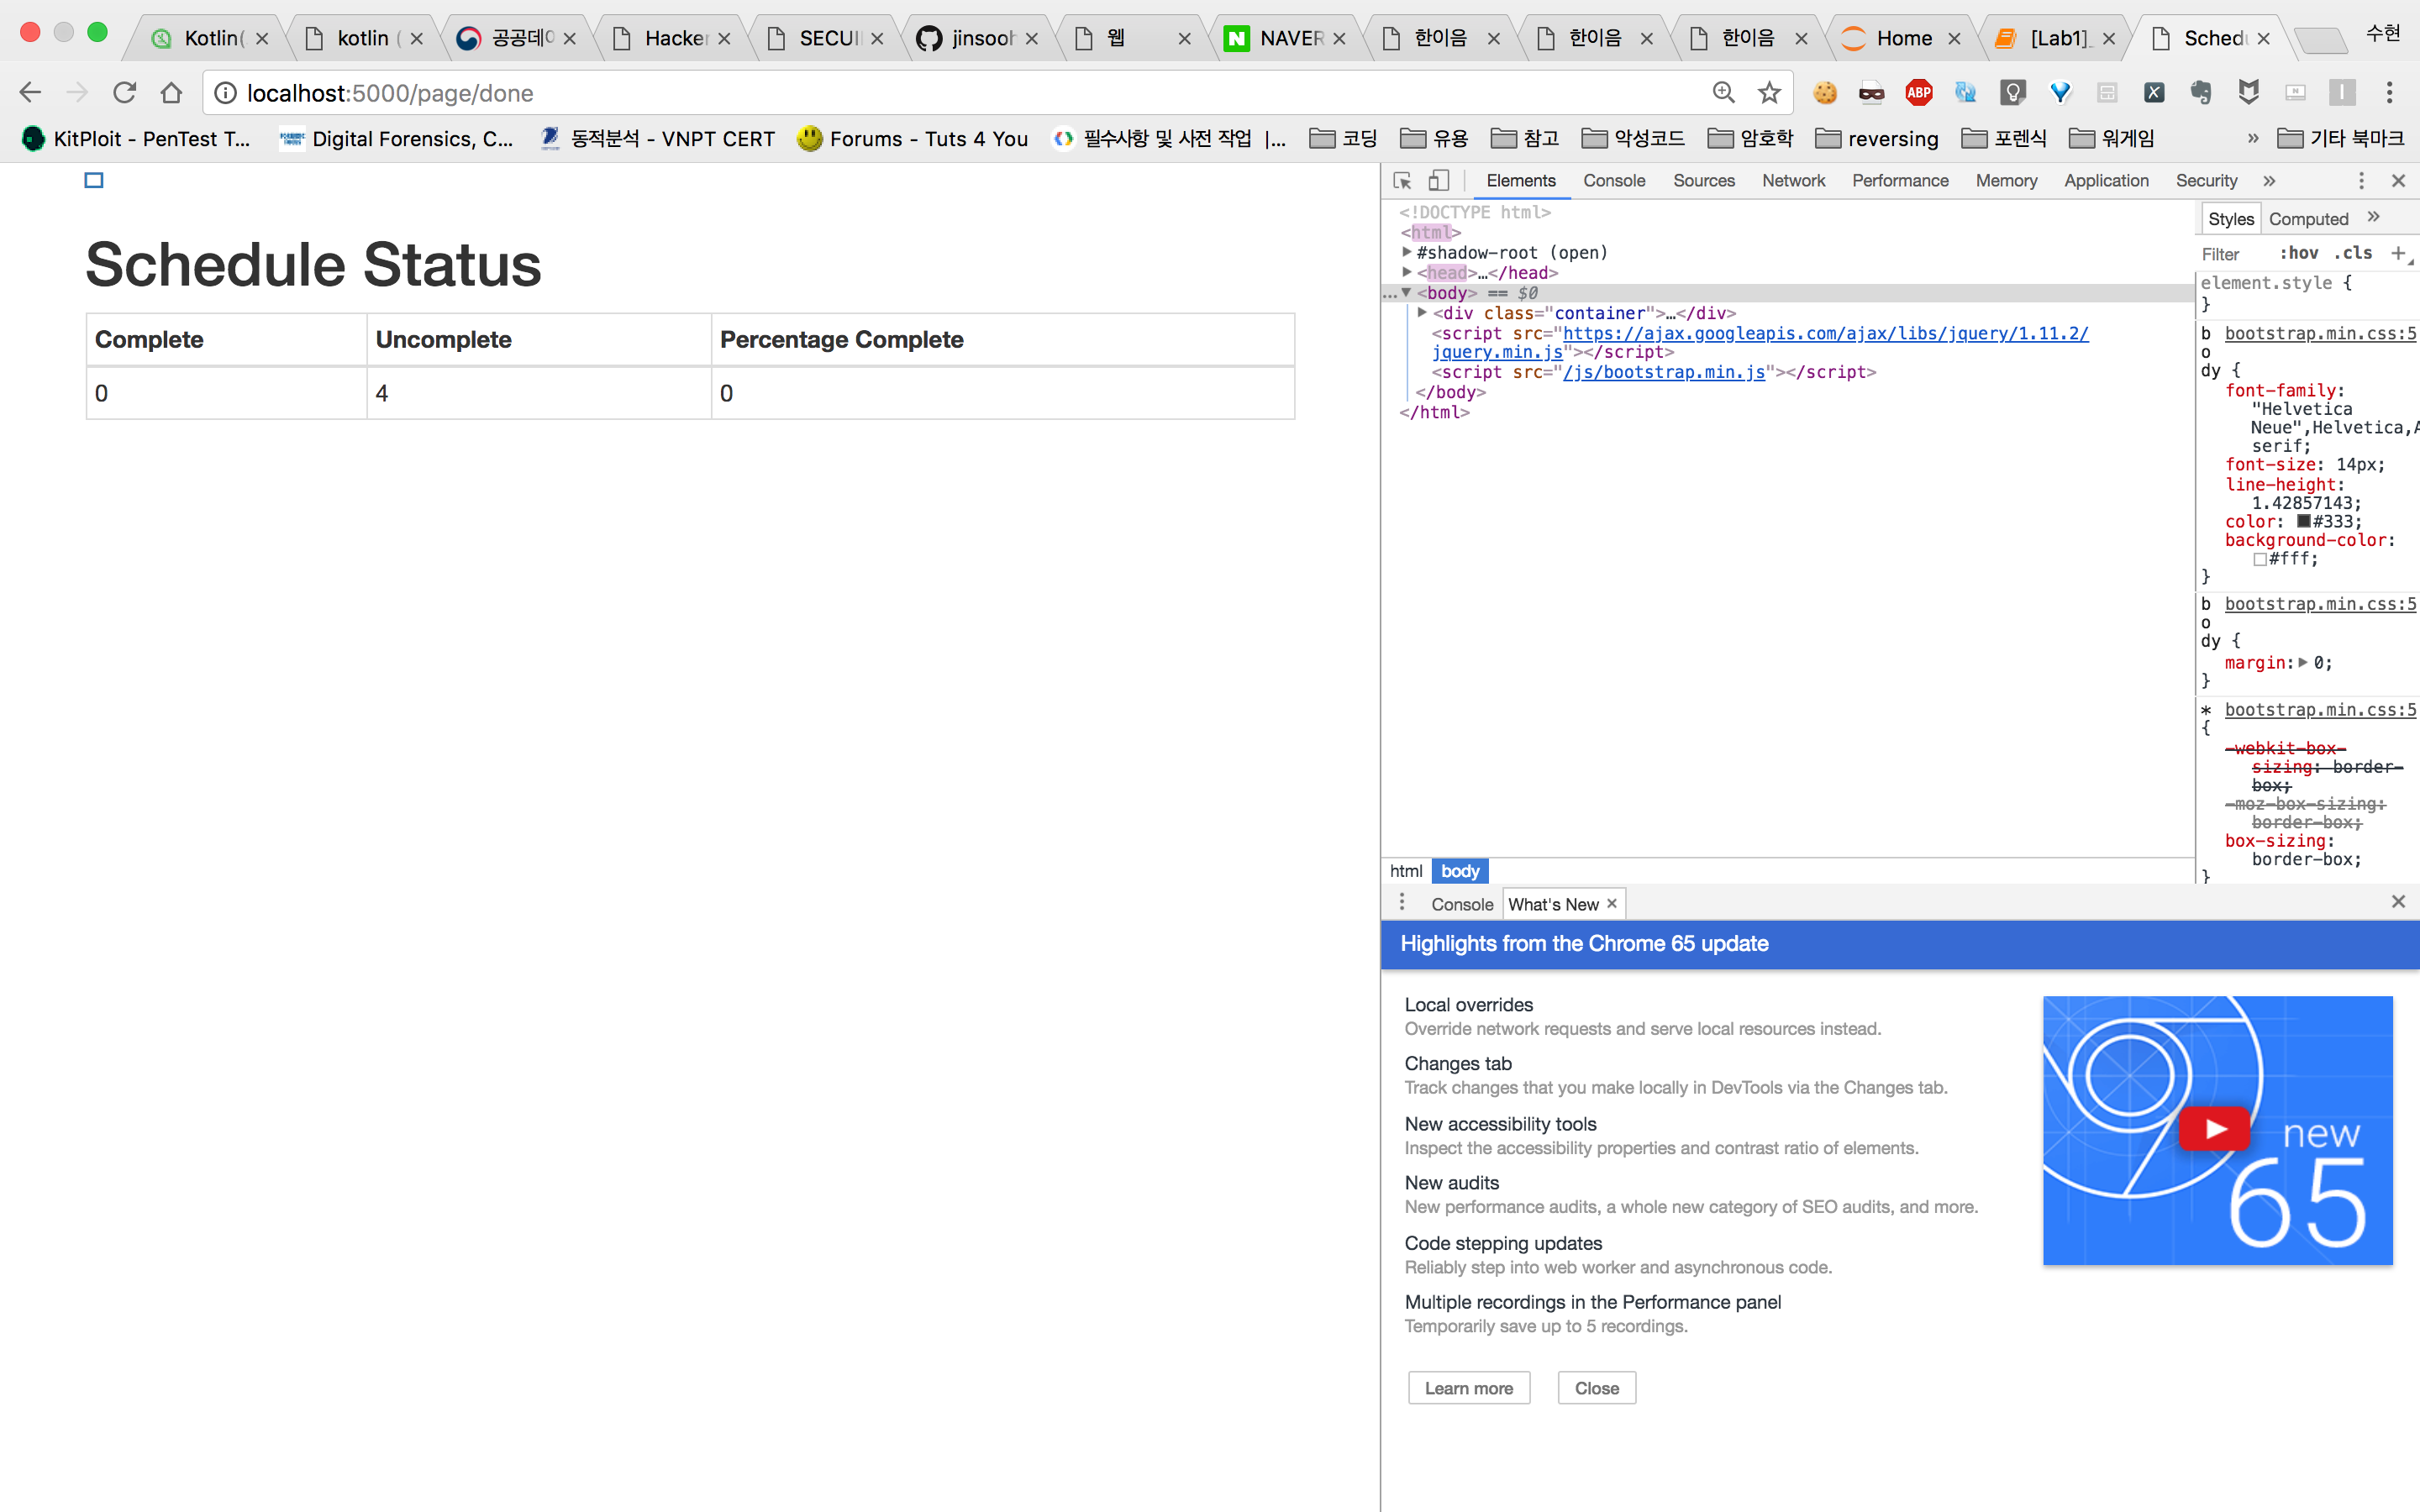 Kotlin(
kotlin (
공공데이
Hacker
SECUI
jinsooh
웹
NAVER
한이음
한이음
한이음
Home
[Lab1]_
Schedu
수현
localhost:5000/page/done
ABP
KitPloit - PenTest T...
Digital Forensics, C...
동적분석 - VNPT CERT
Forums - Tuts 4 You
필수사항 및 사전 작업 |...
코딩
유용
참고
악성코드
암호학
reversing
포렌식
워게임
»
기타 북마크
Schedule Status
Complete Uncomplete Percentage Complete
0 4 0
Elements Console Sources Network Performance Memory Application Security »
<!DOCTYPE html>
<html>
#shadow-root (open)
<head>…</head>
...<body> == $0
<div class="container">…</div>
<script src="https://ajax.googleapis.com/ajax/libs/jquery/1.11.2/
jquery.min.js"></script>
<script src="/js/bootstrap.min.js"></script>
</body>
</html>
html body
Styles Computed »
Filter :hov .cls +
element.style {
}
b bootstrap.min.css:5
o
dy {
font-family:
"Helvetica
Neue",Helvetica,A
serif;
font-size: 14px;
line-height:
1.42857143;
color: #333;
background-color:
#fff;
}
b bootstrap.min.css:5
o
dy {
margin: 0;
}
* bootstrap.min.css:5
{
-webkit-box-
sizing: border-
box;
-moz-box-sizing:
border-box;
box-sizing:
border-box;
}
Console What's New
Highlights from the Chrome 65 update
Local overrides
Override network requests and serve local resources instead.
Changes tab
Track changes that you make locally in DevTools via the Changes tab.
New accessibility tools
Inspect the accessibility properties and contrast ratio of elements.
New audits
New performance audits, a whole new category of SEO audits, and more.
Code stepping updates
Reliably step into web worker and asynchronous code.
Multiple recordings in the Performance panel
Temporarily save up to 5 recordings.
Learn more Close
new
65